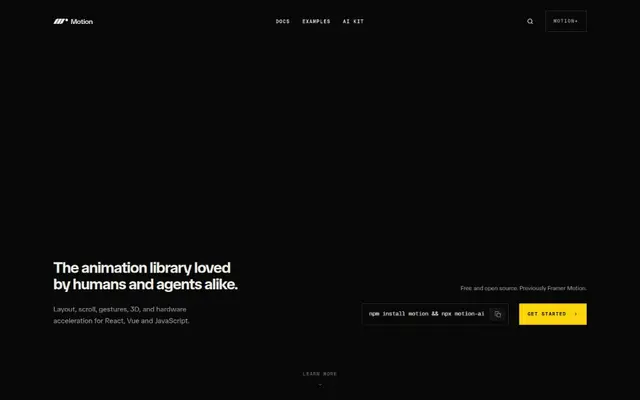 Motion
DOCS
EXAMPLES
AI KIT
MOTION+
The animation library loved
by humans and agents alike.
Layout, scroll, gestures, 3D, and hardware
acceleration for React, Vue and JavaScript.
Free and open source. Previously Framer Motion.
npm install motion && npx motion-ai
GET STARTED
LEARN MORE